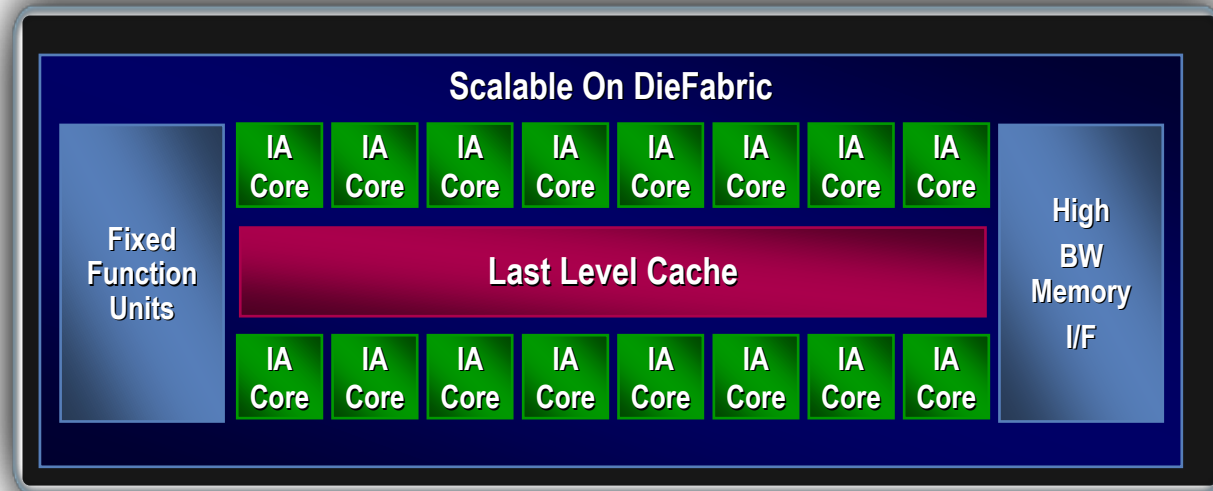 Scalable On DieFabric
IA IA IA IA IA IA IA IA
Core Core Core Core Core Core Core Core
Fixed
Function
Units
Last Level Cache
High
BW
Memory
I/F
IA IA IA IA IA IA IA IA
Core Core Core Core Core Core Core Core